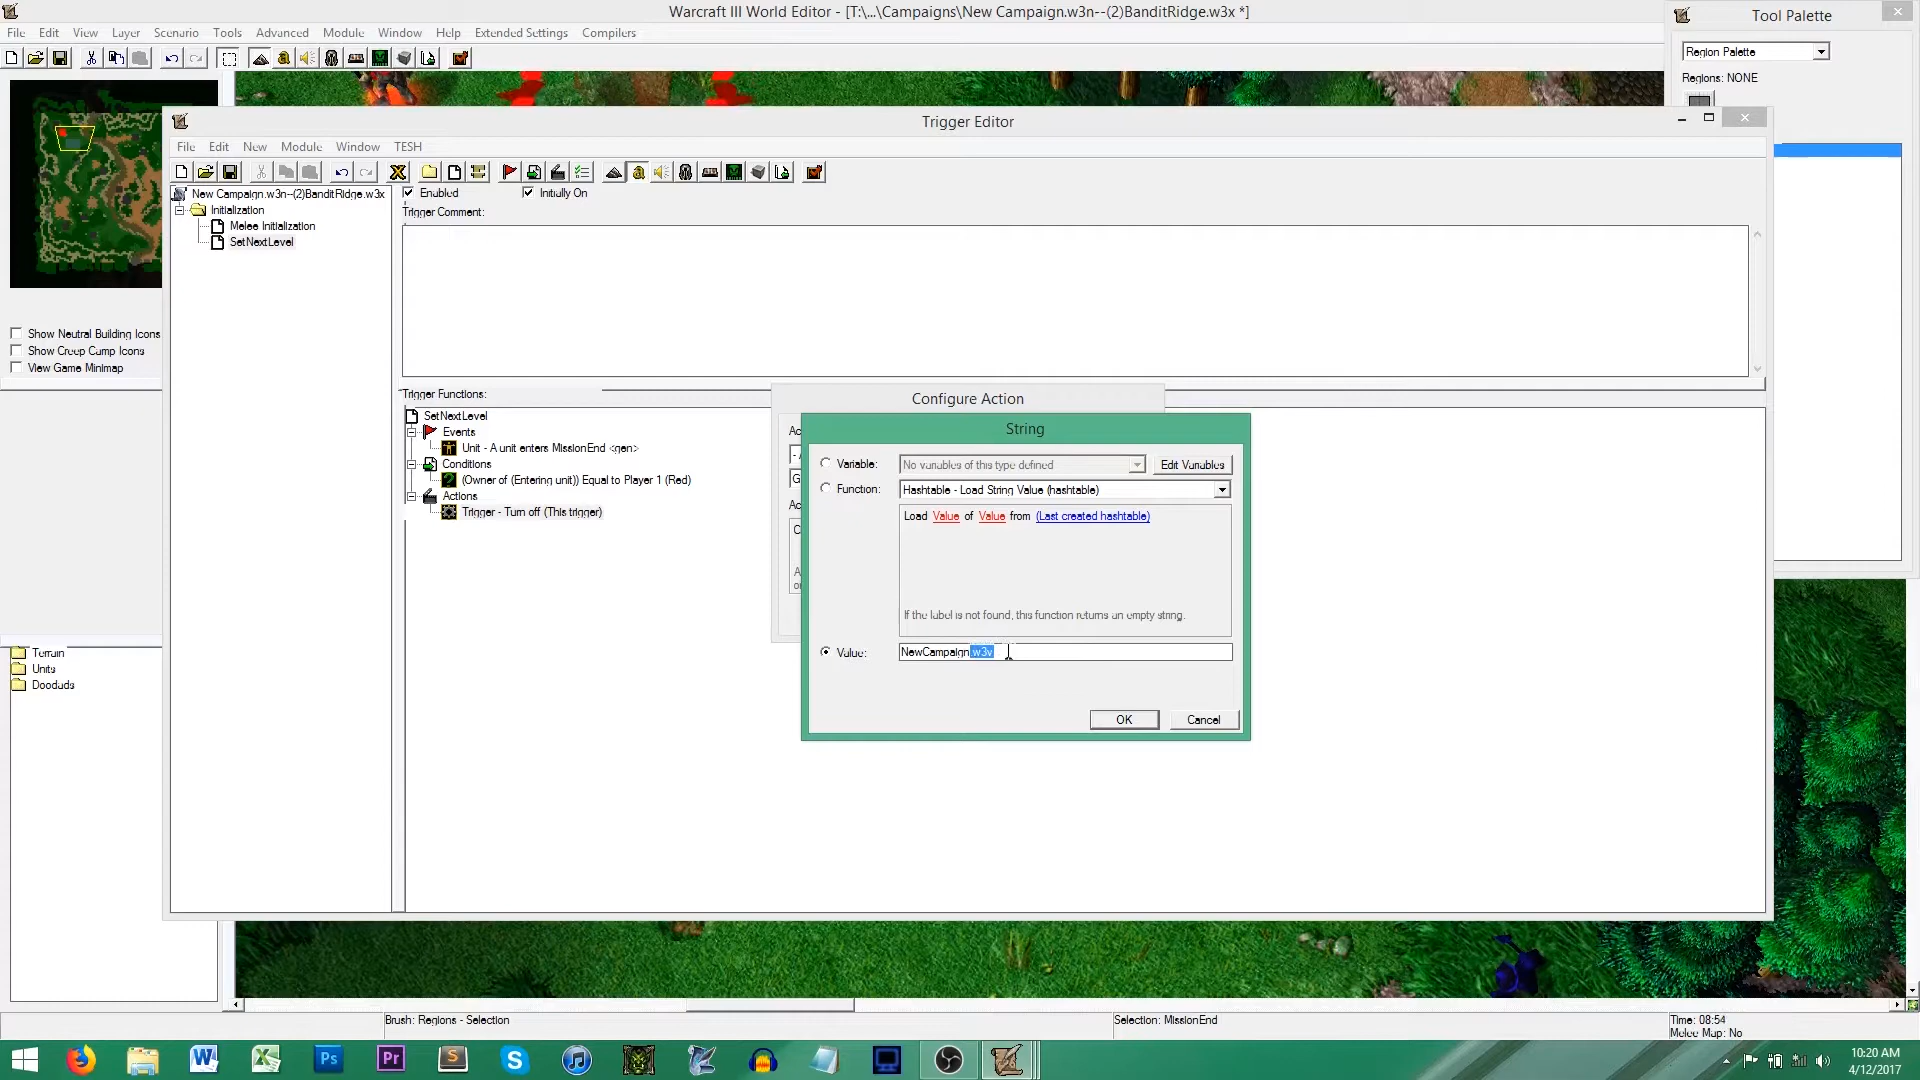 Warcraft III World Editor - [T:\...\Campaigns\New Campaign.w3n--(2)BanditRidge.w3x *]
Tool Palette
File Edit View Layer Scenario Tools Advanced Module Window Help Extended Settings Compilers
Region Palette
Regions: NONE
Trigger Editor
File Edit New Module Window TESH
New Campaign.w3n--(2)BanditRidge.w3x
Initialization
Melee Initialization
SetNextLevel
Enabled Initially On
Trigger Comment:
Show Neutral Building Icons
Show Creep Camp Icons
View Game Minimap
Trigger Functions:
SetNextLevel
Events
Unit - A unit enters MissionEnd <gen>
Conditions
(Owner of (Entering unit)) Equal to Player 1 (Red)
Actions
Trigger - Turn off (This trigger)
Configure Action
String
Variable: No variables of this type defined Edit Variables
Function: Hashtable - Load String Value (hashtable)
Load Value of Value from (Last created hashtable)
If the label is not found, this function returns an empty string.
Value: NewCampaign.w3v
OK Cancel
Terrain
Units
Doodads
Brush: Regions - Selection
Selection: MissionEnd
Time: 08:54
Melee Map: No
10:20 AM
4/12/2017